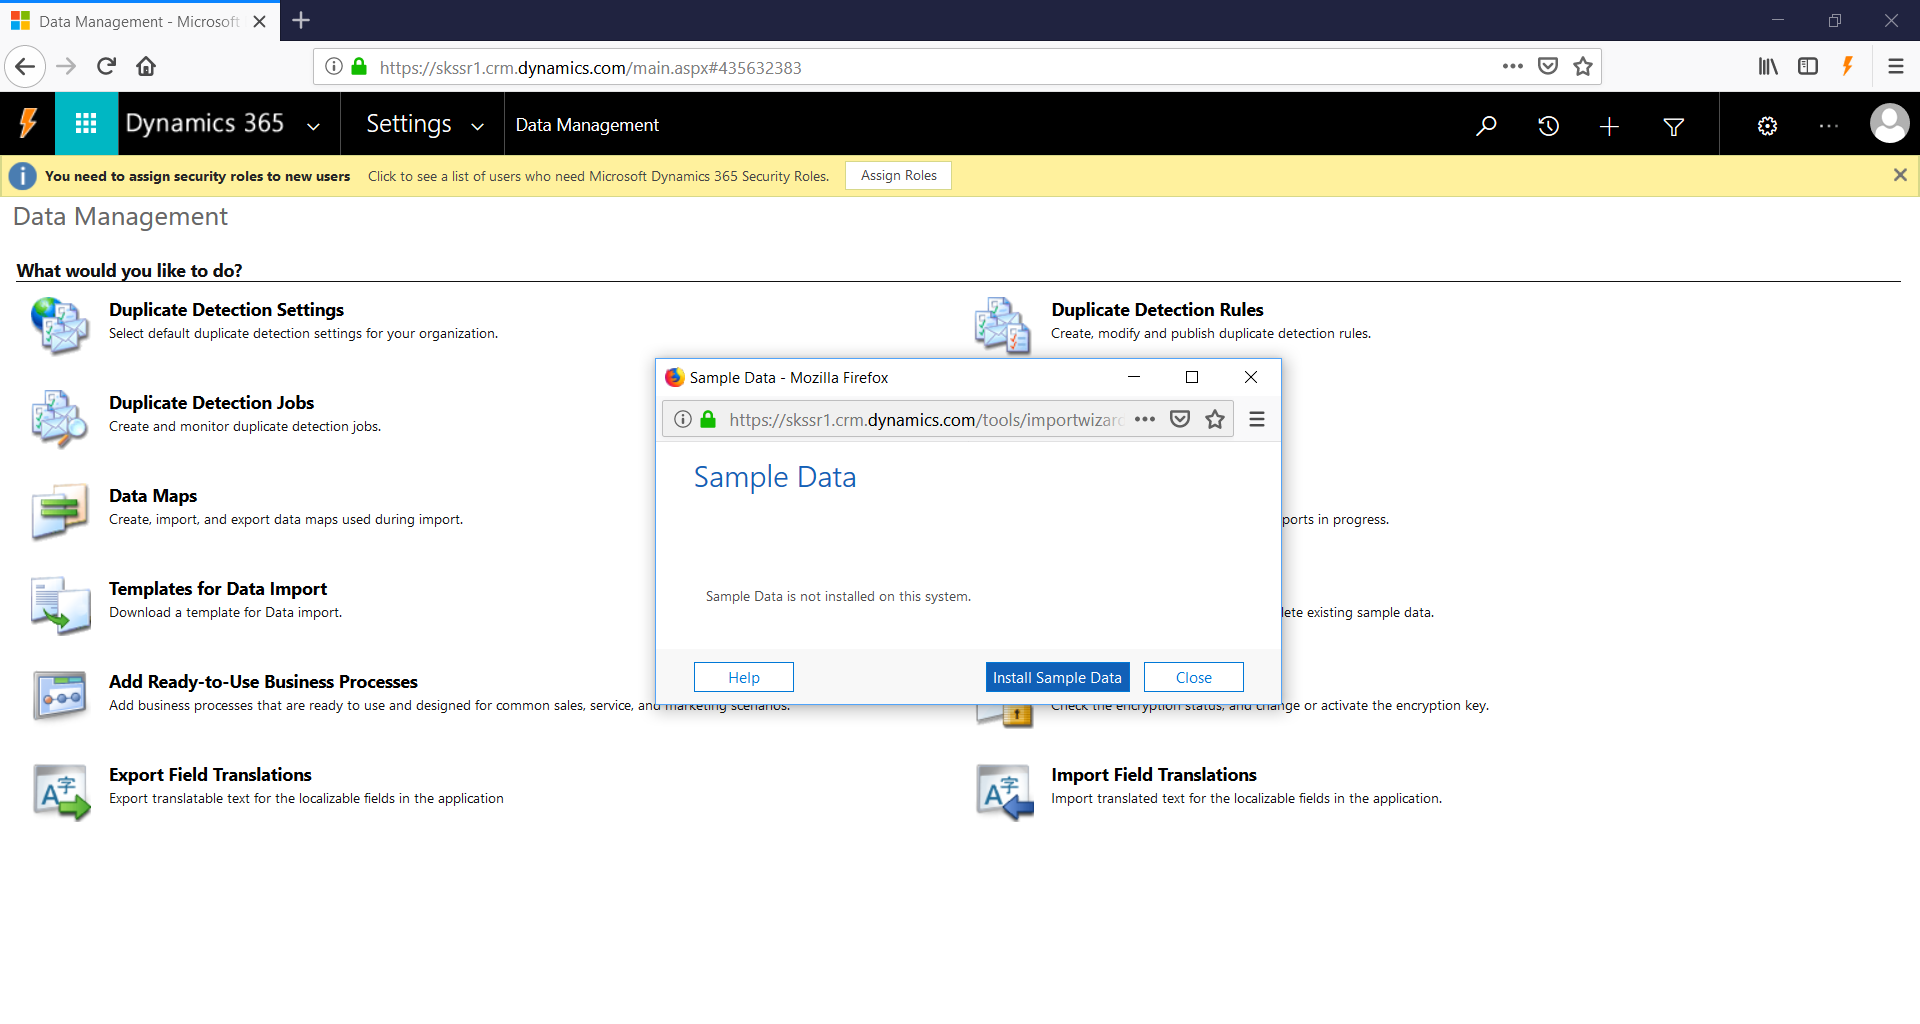 Data Management - Microsoft
https://skssr1.crm.dynamics.com/main.aspx#435632383
Dynamics 365
Settings
Data Management
You need to assign security roles to new users
Click to see a list of users who need Microsoft Dynamics 365 Security Roles.
Assign Roles
Data Management
What would you like to do?
Duplicate Detection Settings
Select default duplicate detection settings for your organization.
Duplicate Detection Rules
Create, modify and publish duplicate detection rules.
Duplicate Detection Jobs
Create and monitor duplicate detection jobs.
Data Maps
Create, import, and export data maps used during import.
ports in progress.
Templates for Data Import
Download a template for Data import.
lete existing sample data.
Add Ready-to-Use Business Processes
Add business processes that are ready to use and designed for common sales, service, and marketing scenarios.
Check the encryption status, and change or activate the encryption key.
Export Field Translations
Export translatable text for the localizable fields in the application
Import Field Translations
Import translated text for the localizable fields in the application.
Sample Data - Mozilla Firefox
https://skssr1.crm.dynamics.com/tools/importwizard
Sample Data
Sample Data is not installed on this system.
Help
Install Sample Data
Close